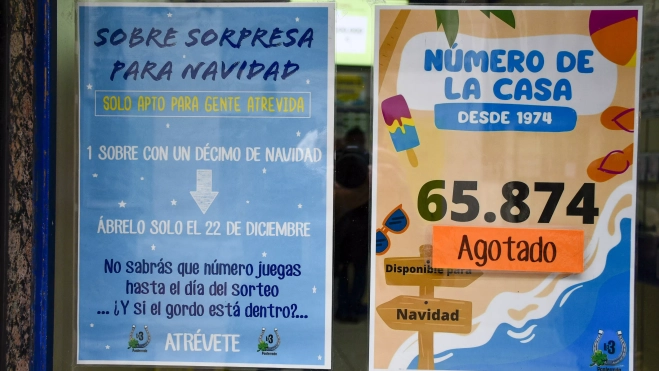 SOBRE SORPRESA
PARA NAVIDAD
SOLO APTO PARA GENTE ATREVIDA
1 SOBRE CON UN DÉCIMO DE NAVIDAD
ÁBRELO SOLO EL 22 DE DICIEMBRE
No sabrás que número juegas
hasta el día del sorteo
... ¿Y si el gordo está dentro?...
ATRÉVETE
NÚMERO DE
LA CASA
DESDE 1974
65.874
Agotado
Disponible para
Navidad